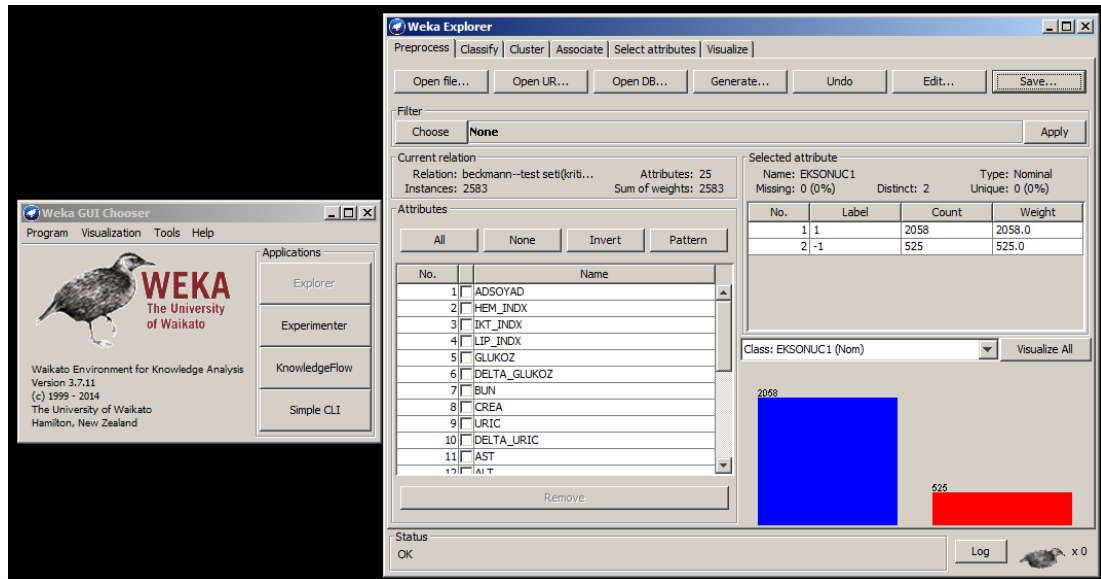 Weka GUI Chooser
Program Visualization Tools Help
WEKA
The University
of Waikato
Waikato Environment for Knowledge Analysis
Version 3.7.11
(c) 1999 - 2014
The University of Waikato
Hamilton, New Zealand
Applications
Explorer
Experimenter
KnowledgeFlow
Simple CLI
Weka Explorer
Preprocess Classify Cluster Associate Select attributes Visualize
Open file... Open UR... Open DB... Generate... Undo Edit... Save...
Filter
Choose None Apply
Current relation
Relation: beckmann--test seti(kriti... Attributes: 25
Instances: 2583 Sum of weights: 2583
Attributes
All None Invert Pattern
No. Name
1 ADSOYAD
2 HEM_INDX
3 IKT_INDX
4 LIP_INDX
5 GLUKOZ
6 DELTA_GLUKOZ
7 BUN
8 CREA
9 URIC
10 DELTA_URIC
11 AST
12 ALT
Remove
Selected attribute
Name: EKSONUC1 Type: Nominal
Missing: 0 (0%) Distinct: 2 Unique: 0 (0%)
No. Label Count Weight
1 1 2058 2058.0
2 -1 525 525.0
Class: EKSONUC1 (Nom) Visualize All
2058
525
Status
OK
Log x 0